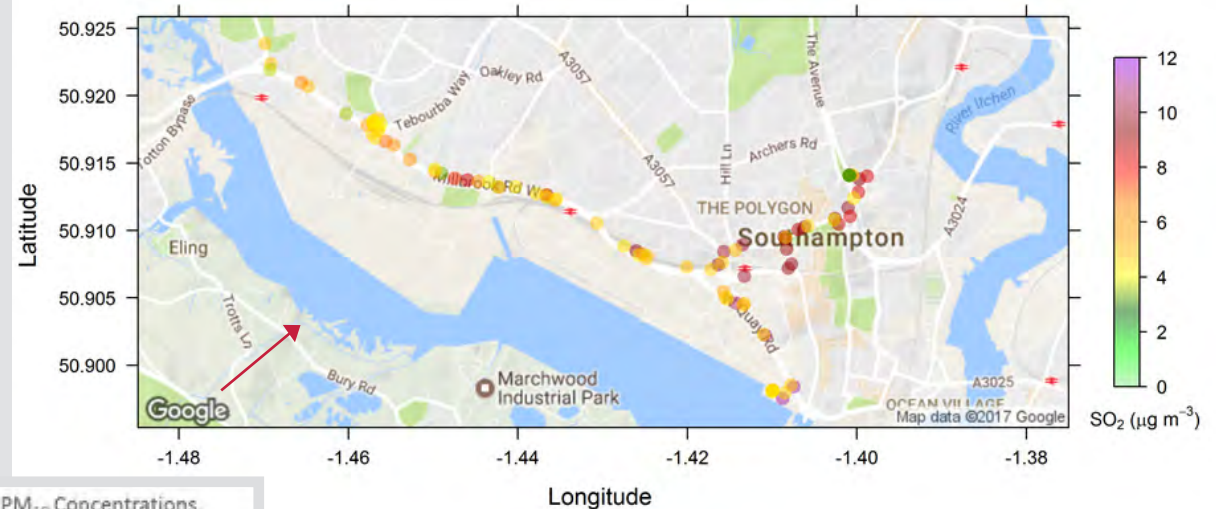 50.925
50.920
50.915
50.910
50.905
50.900
Latitude
-1.48
-1.46
-1.44
-1.42
-1.40
-1.38
Longitude
Oakley Rd
A3057
The Avenue
Tebourba Way
River Itchen
Totton Bypass
Archers Rd
Hill Ln
A3057
Millbrook Rd W
THE POLYGON
A3024
Southampton
Eling
Trotts Ln
Quay Rd
Bury Rd
Marchwood
Industrial Park
A3025
OCEAN VILLAGE
Google
Map data ©2017 Google
12
10
8
6
4
2
0
SO₂ (μg m⁻³)
Concentrations